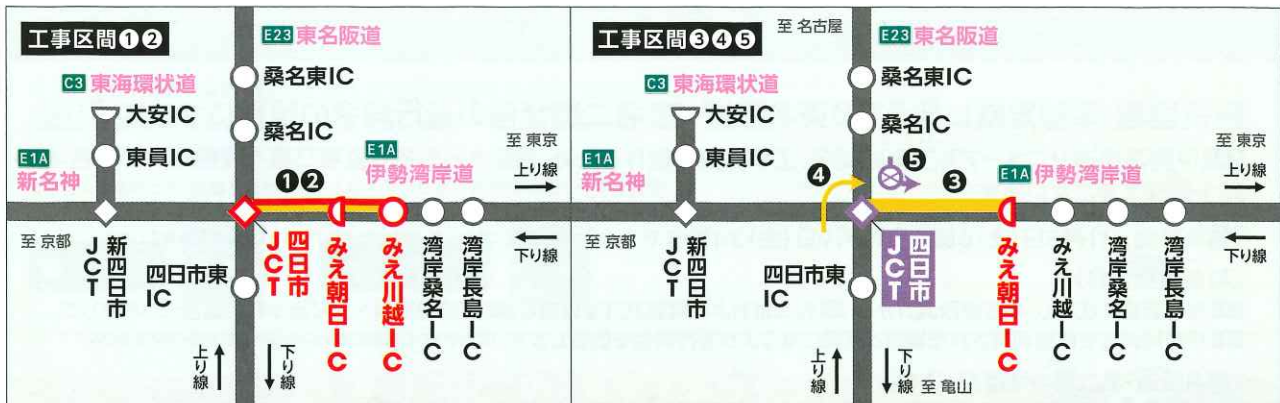 工事区間❶❷
E23 東名阪道
C3 東海環状道
桑名東IC
大安IC
桑名IC
東員IC
至 東京
上り線
E1A
新名神
❶❷
E1A
伊勢湾岸道
至 京都
下り線
新四日市JCT
四日市JCT
みえ朝日IC
みえ川越IC
湾岸桑名IC
湾岸長島IC
四日市東IC
上り線
下り線
工事区間❸❹❺
至 名古屋
E23 東名阪道
C3 東海環状道
桑名東IC
大安IC
桑名IC
東員IC
至 東京
上り線
E1A
新名神
❹
❺
❸
E1A 伊勢湾岸道
至 京都
下り線
新四日市JCT
四日市JCT
みえ朝日IC
みえ川越IC
湾岸桑名IC
湾岸長島IC
四日市東IC
上り線
下り線
至 亀山